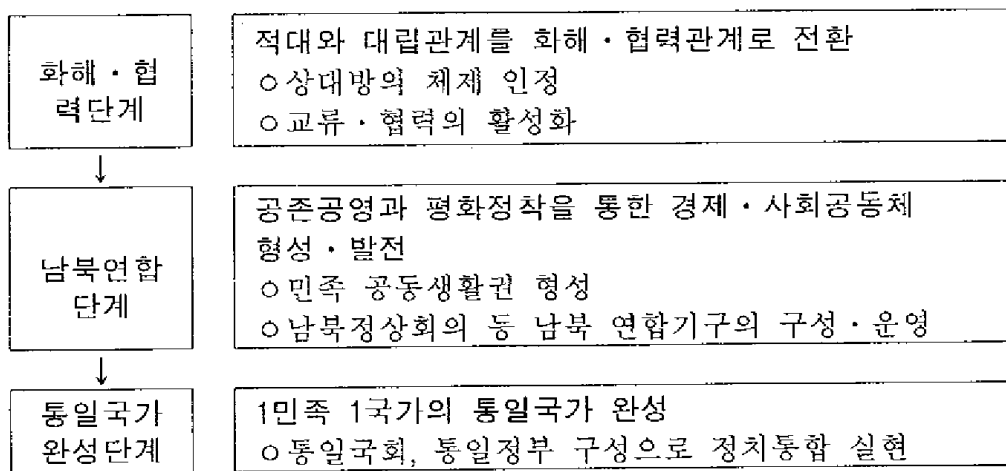 화해・협
력단계
적대와 대립관계를 화해・협력관계로 전환
○상대방의 체제 인정
○교류・협력의 활성화
↓
남북연합
단계
공존공영과 평화정착을 통한 경제・사회공동체
형성・발전
○민족 공동생활권 형성
○남북정상회의 등 남북 연합기구의 구성・운영
↓
통일국가
완성단계
1민족 1국가의 통일국가 완성
○통일국회, 통일정부 구성으로 정치통합 실현